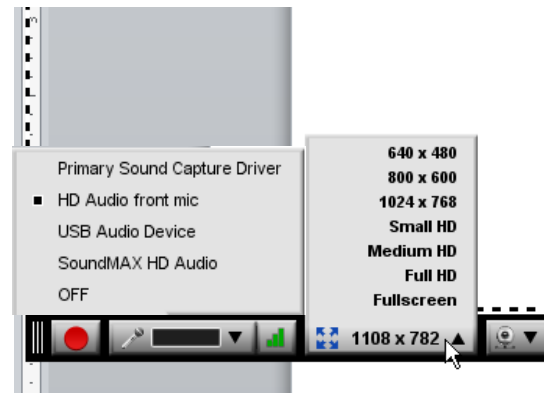 Primary Sound Capture Driver
HD Audio front mic
USB Audio Device
SoundMAX HD Audio
OFF
640 x 480
800 x 600
1024 x 768
Small HD
Medium HD
Full HD
Fullscreen
1108 x 782